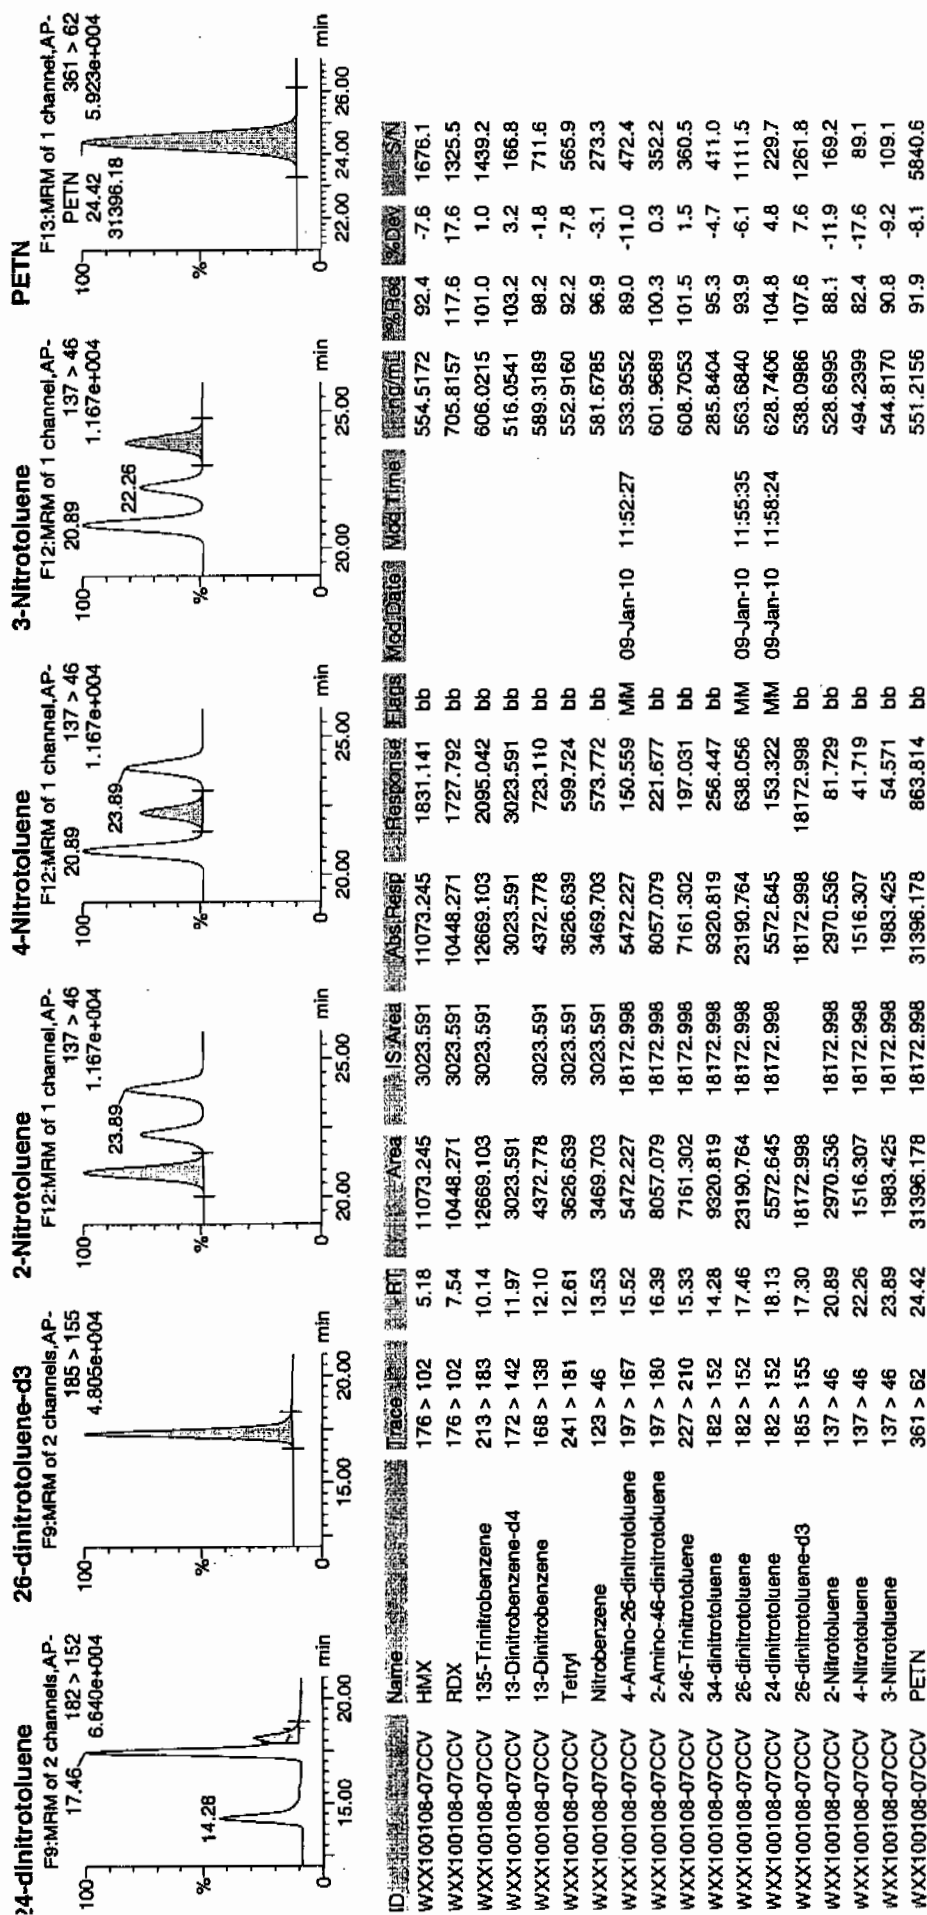 24-dinitrotoluene
F9:MRM of 2 channels,AP-
182 > 152
6.640e+004
100
17.46
14.28
%
0
15.00
20.00
min
26-dinitrotoluene-d3
F9:MRM of 2 channels,AP-
185 > 155
4.805e+004
100
%
0
15.00
20.00
min
2-Nitrotoluene
F12:MRM of 1 channel,AP-
137 > 46
1.167e+004
100
23.89
%
0
20.00
25.00
min
4-Nitrotoluene
F12:MRM of 1 channel,AP-
137 > 46
1.167e+004
100
20.89
23.89
%
0
20.00
25.00
min
3-Nitrotoluene
F12:MRM of 1 channel,AP-
137 > 46
1.167e+004
100
20.89
22.26
%
0
20.00
25.00
min
PETN
F13:MRM of 1 channel,AP-
361 > 62
5.923e+004
100
PETN
24.42
31396.18
%
0
22.00
24.00
26.00
min
ID Name Trace RT Area IS Area Abs Resp Response Flags Mod Date Mod Time ng/mL %Rec %Dev S/N
WXX100108-07CCV HMX 176 > 102 5.18 11073.245 3023.591 11073.245 1831.141 bb 554.5172 92.4 -7.6 1676.1
WXX100108-07CCV RDX 176 > 102 7.54 10448.271 3023.591 10448.271 1727.792 bb 705.8157 117.6 17.6 1325.5
WXX100108-07CCV 135-Trinitrobenzene 213 > 183 10.14 12669.103 3023.591 12669.103 2095.042 bb 606.0215 101.0 1.0 1439.2
WXX100108-07CCV 13-Dinitrobenzene-d4 172 > 142 11.97 3023.591 3023.591 3023.591 bb 516.0541 103.2 3.2 166.8
WXX100108-07CCV 13-Dinitrobenzene 168 > 138 12.10 4372.778 3023.591 4372.778 723.110 bb 589.3189 98.2 -1.8 711.6
WXX100108-07CCV Tetryl 241 > 181 12.61 3626.639 3023.591 3626.639 599.724 bb 552.9160 92.2 -7.8 565.9
WXX100108-07CCV Nitrobenzene 123 > 46 13.53 3469.703 3023.591 3469.703 573.772 bb 581.6785 96.9 -3.1 273.3
WXX100108-07CCV 4-Amino-26-dinitrotoluene 197 > 167 15.52 5472.227 18172.998 5472.227 150.559 MM 09-Jan-10 11:52:27 533.9552 89.0 -11.0 472.4
WXX100108-07CCV 2-Amino-46-dinitrotoluene 197 > 180 16.39 8057.079 18172.998 8057.079 221.677 bb 601.9689 100.3 0.3 352.2
WXX100108-07CCV 246-Trinitrotoluene 227 > 210 15.33 7161.302 18172.998 7161.302 197.031 bb 608.7053 101.5 1.5 360.5
WXX100108-07CCV 34-dinitrotoluene 182 > 152 14.28 9320.819 18172.998 9320.819 256.447 bb 285.8404 95.3 -4.7 411.0
WXX100108-07CCV 26-dinitrotoluene 182 > 152 17.46 23190.764 18172.998 23190.764 638.056 MM 09-Jan-10 11:55:35 563.6840 93.9 -6.1 1111.5
WXX100108-07CCV 24-dinitrotoluene 182 > 152 18.13 5572.645 18172.998 5572.645 153.322 MM 09-Jan-10 11:58:24 628.7406 104.8 4.8 229.7
WXX100108-07CCV 26-dinitrotoluene-d3 185 > 155 17.30 18172.998 18172.998 18172.998 bb 538.0986 107.6 7.6 1261.8
WXX100108-07CCV 2-Nitrotoluene 137 > 46 20.89 2970.536 18172.998 2970.536 81.729 bb 528.6995 88.1 -11.9 169.2
WXX100108-07CCV 4-Nitrotoluene 137 > 46 22.26 1516.307 18172.998 1516.307 41.719 bb 494.2399 82.4 -17.6 89.1
WXX100108-07CCV 3-Nitrotoluene 137 > 46 23.89 1983.425 18172.998 1983.425 54.571 bb 544.8170 90.8 -9.2 109.1
WXX100108-07CCV PETN 361 > 62 24.42 31396.178 18172.998 31396.178 863.814 bb 551.2156 91.9 -8.1 5840.6